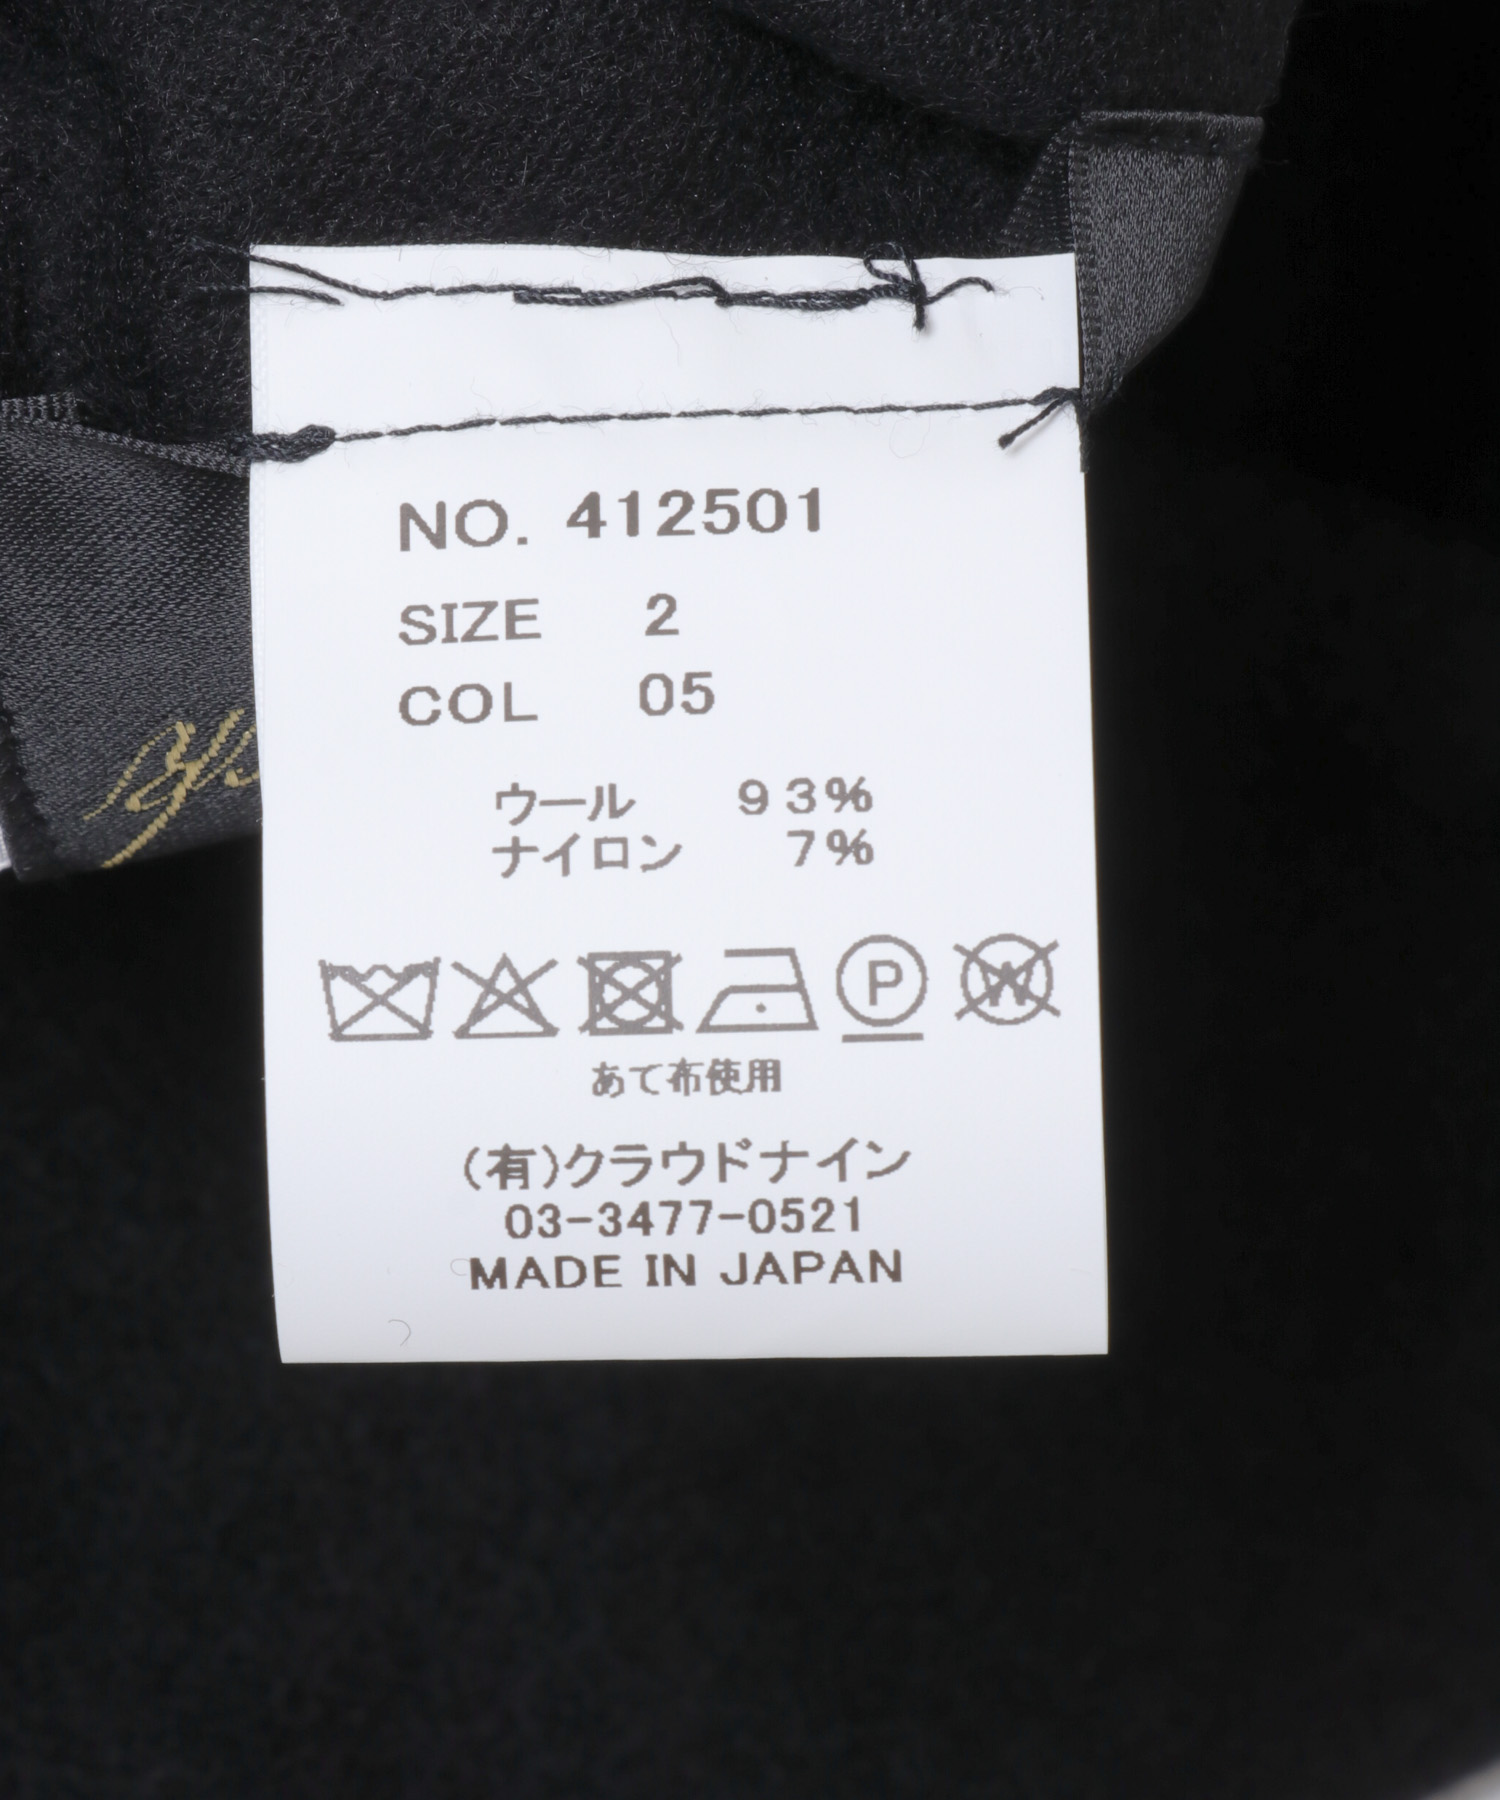 NO. 412501
SIZE 2
COL 05
ウール 93%
ナイロン 7%
P W
あて布使用
(有)クラウドナイン
03-3477-0521
MADE IN JAPAN